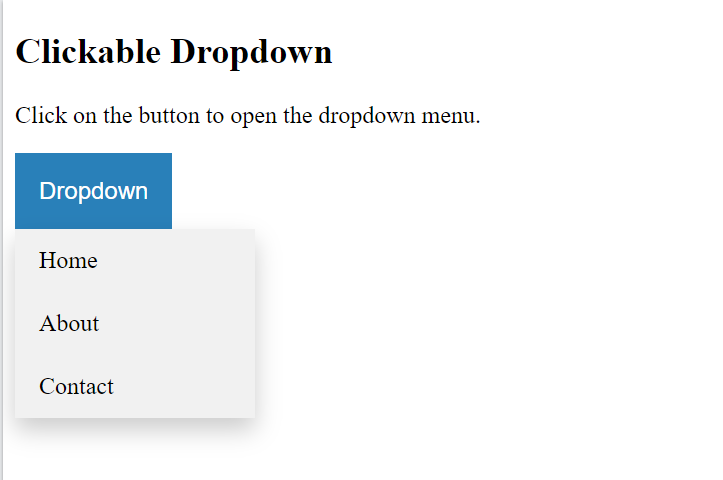 Clickable Dropdown
Click on the button to open the dropdown menu.
Dropdown
Home
About
Contact